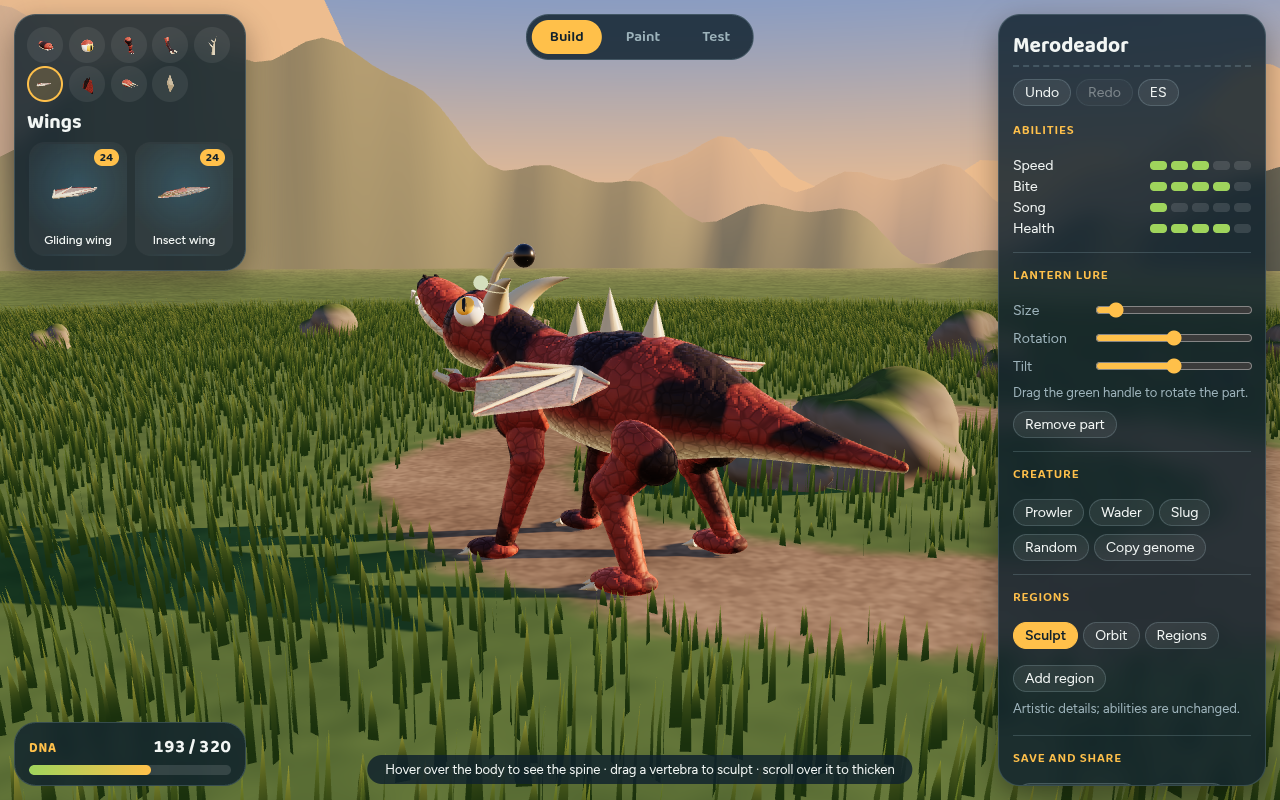 Build Paint Test
Wings
24 24
Gliding wing Insect wing
DNA 193 / 320
Hover over the body to see the spine · drag a vertebra to sculpt · scroll over it to thicken
Merodeador
Undo Redo ES
ABILITIES
Speed
Bite
Song
Health
LANTERN LURE
Size
Rotation
Tilt
Drag the green handle to rotate the part.
Remove part
CREATURE
Prowler Wader Slug
Random Copy genome
REGIONS
Sculpt Orbit Regions
Add region
Artistic details; abilities are unchanged.
SAVE AND SHARE